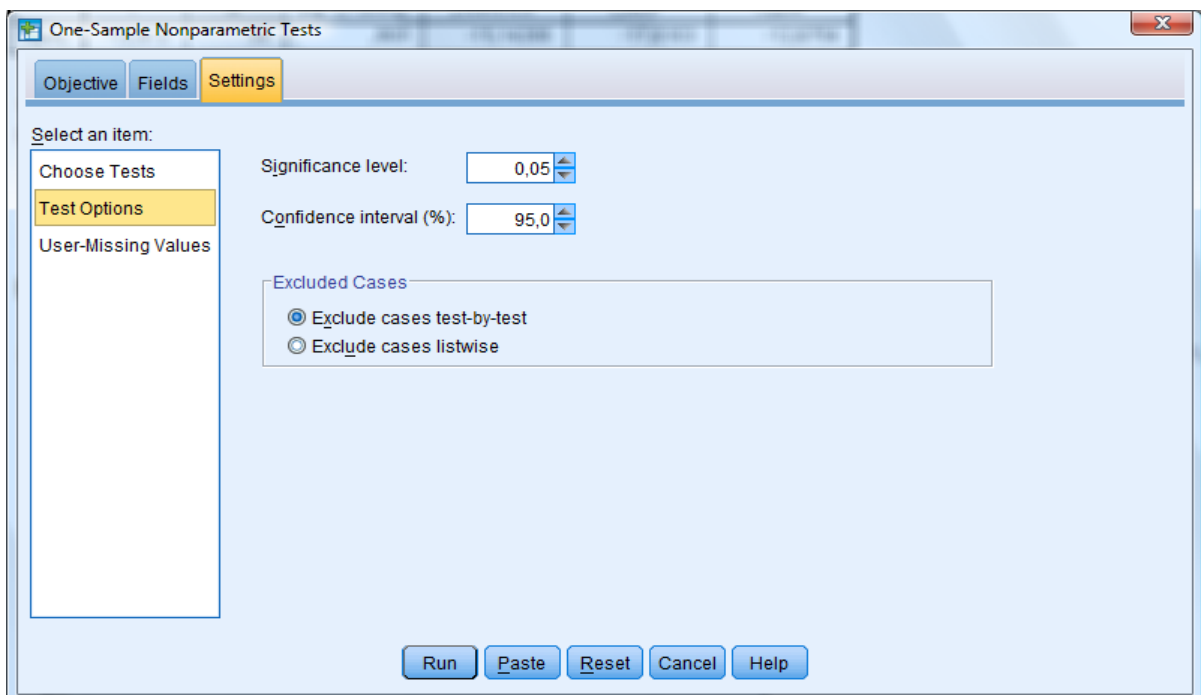 One-Sample Nonparametric Tests
Objective Fields Settings
Select an item:
Choose Tests
Test Options
User-Missing Values
Significance level: 0,05
Confidence interval (%): 95,0
Excluded Cases
Exclude cases test-by-test
Exclude cases listwise
Run Paste Reset Cancel Help